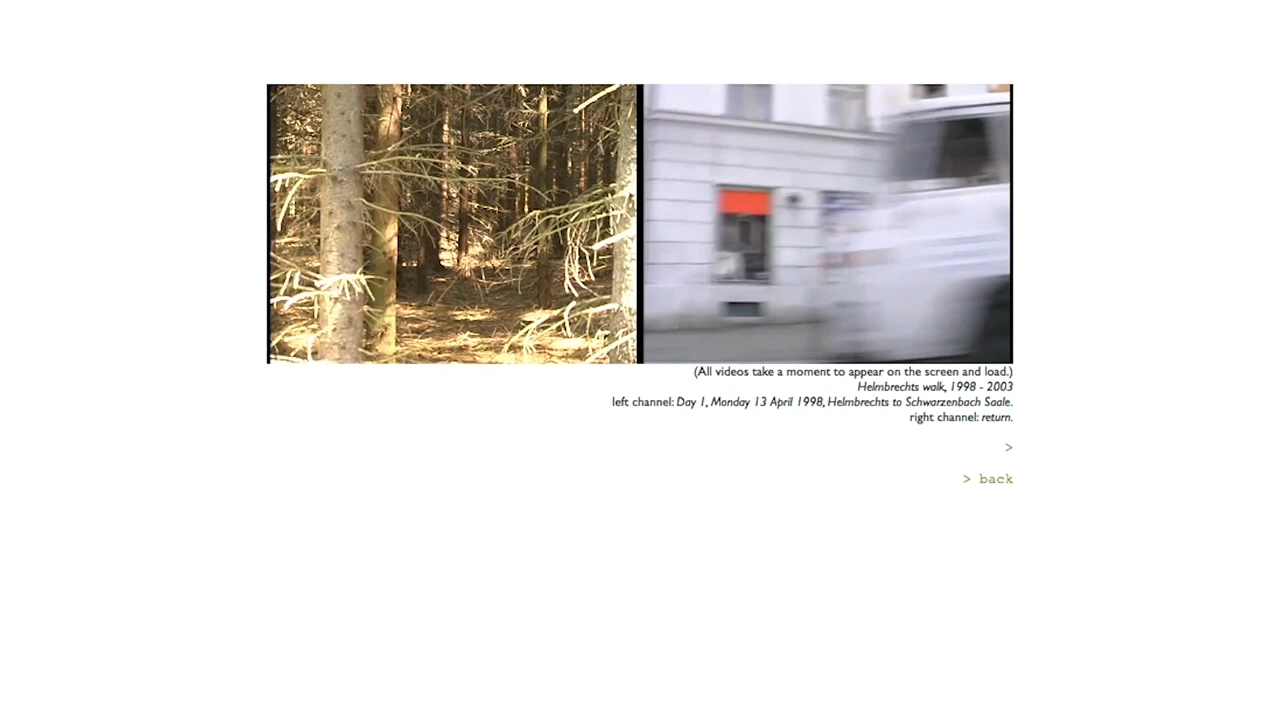 (All videos take a moment to appear on the screen and load.)
Helmbrechts walk, 1998 - 2003
left channel: Day 1, Monday 13 April 1998, Helmbrechts to Schwarzenbach Saale.
right channel: return.
>
> back